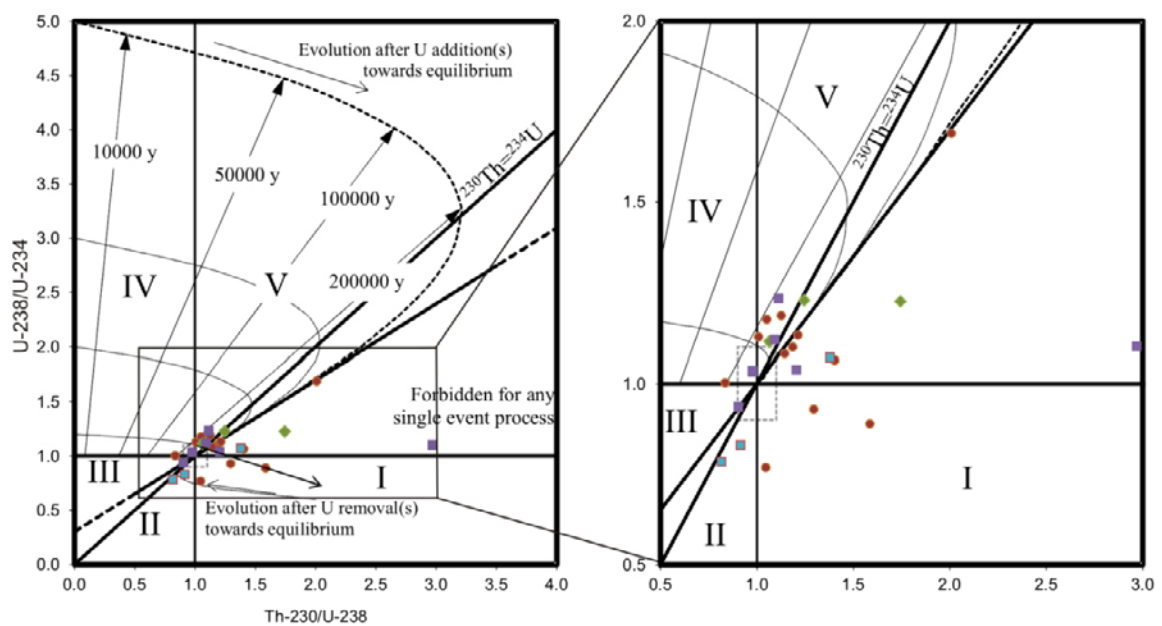 5.0
4.5
4.0
3.5
3.0
2.5
2.0
1.5
1.0
0.5
0.0
U-238/U-234
0.0
0.5
1.0
1.5
2.0
2.5
3.0
3.5
4.0
Th-230/U-238
Evolution after U addition(s)
towards equilibrium
10000 y
50000 y
100000 y
200000 y
²³⁰Th=²³⁴U
IV
V
III
II
I
Forbidden for any
single event process
Evolution after U removal(s)
towards equilibrium
2.0
1.5
1.0
0.5
0.5
1.0
1.5
2.0
2.5
3.0
V
²³⁰Th=²³⁴U
IV
III
II
I